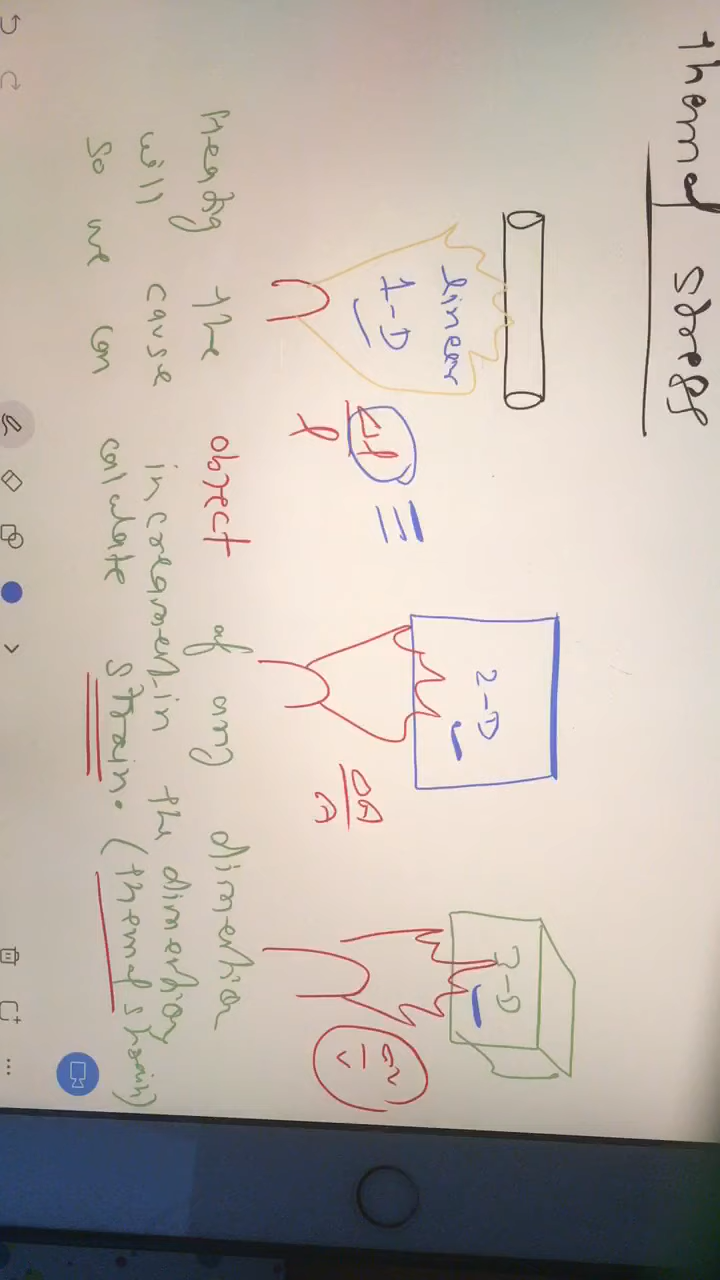 thermal stress
linear
1-D
Δl
l
2-D
ΔA
A
3-D
ΔV
V
Heating the object of any dimension
will cause increament in the dimension
so we can calculate strain. (thermal strain)